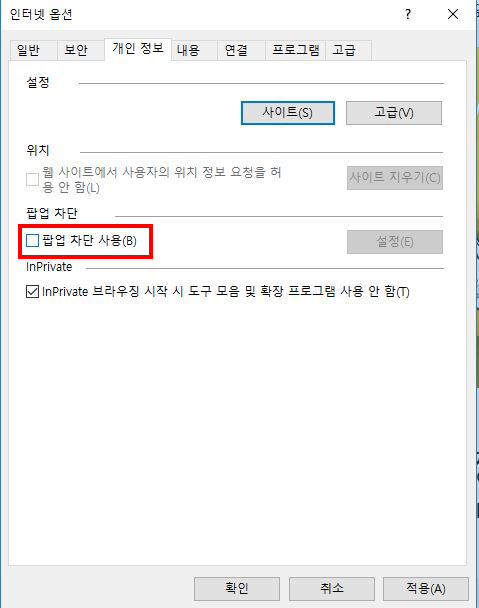 인터넷 옵션
일반 보안 개인 정보 내용 연결 프로그램 고급
설정
사이트(S) 고급(V)
위치
웹 사이트에서 사용자의 위치 정보 요청을 허
용 안 함(L)
사이트 지우기(C)
팝업 차단
팝업 차단 사용(B) 설정(E)
InPrivate
InPrivate 브라우징 시작 시 도구 모음 및 확장 프로그램 사용 안 함(T)
확인 취소 적용(A)